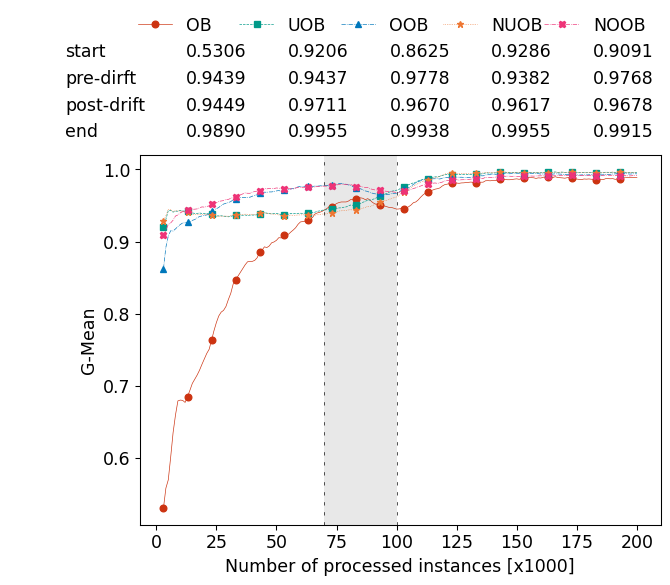 OB UOB OOB NUOB NOOB
start 0.5306 0.9206 0.8625 0.9286 0.9091
pre-dirft 0.9439 0.9437 0.9778 0.9382 0.9768
post-drift 0.9449 0.9711 0.9670 0.9617 0.9678
end 0.9890 0.9955 0.9938 0.9955 0.9915
1.0
0.9
0.8
0.7
0.6
G-Mean
0 25 50 75 100 125 150 175 200
Number of processed instances [x1000]